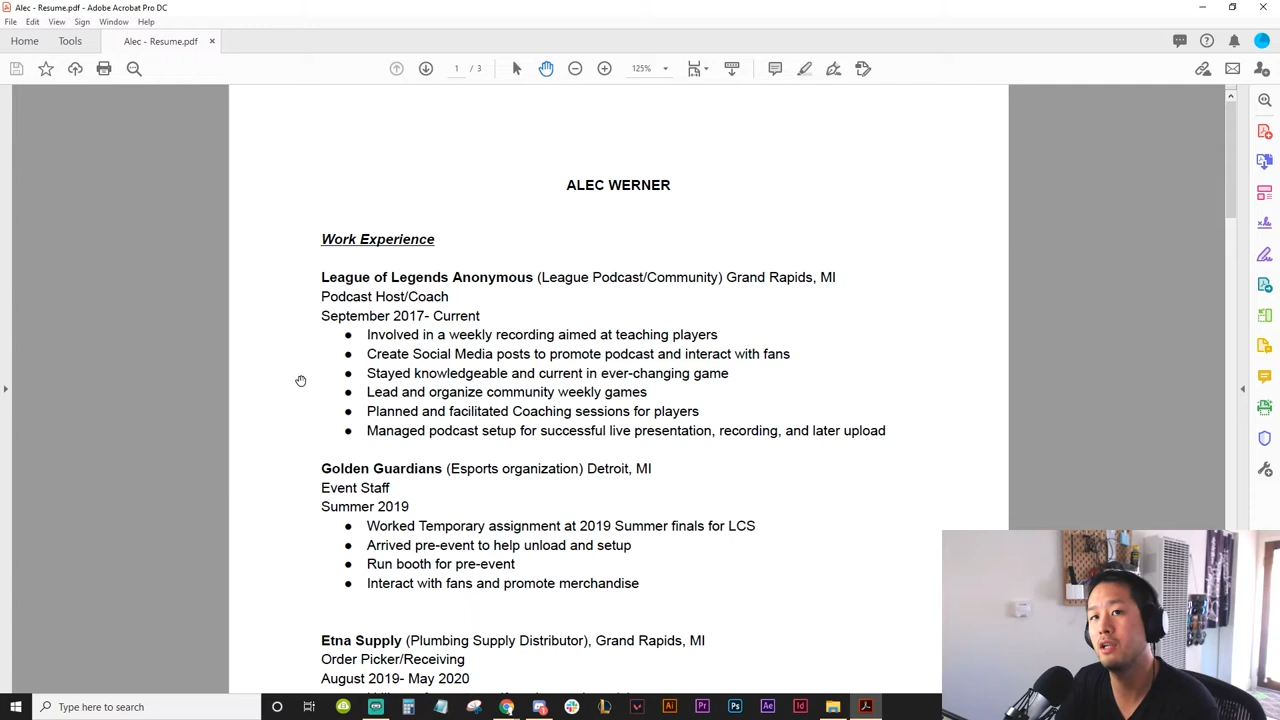 Alec - Resume.pdf - Adobe Acrobat Pro DC
File Edit View Sign Window Help
Home Tools Alec - Resume.pdf ×
1 / 3 125%
ALEC WERNER
Work Experience
League of Legends Anonymous (League Podcast/Community) Grand Rapids, MI
Podcast Host/Coach
September 2017- Current
● Involved in a weekly recording aimed at teaching players
● Create Social Media posts to promote podcast and interact with fans
● Stayed knowledgeable and current in ever-changing game
● Lead and organize community weekly games
● Planned and facilitated Coaching sessions for players
● Managed podcast setup for successful live presentation, recording, and later upload
Golden Guardians (Esports organization) Detroit, MI
Event Staff
Summer 2019
● Worked Temporary assignment at 2019 Summer finals for LCS
● Arrived pre-event to help unload and setup
● Run booth for pre-event
● Interact with fans and promote merchandise
Etna Supply (Plumbing Supply Distributor), Grand Rapids, MI
Order Picker/Receiving
August 2019- May 2020
Type here to search
Ai Pr Ps Ae Id